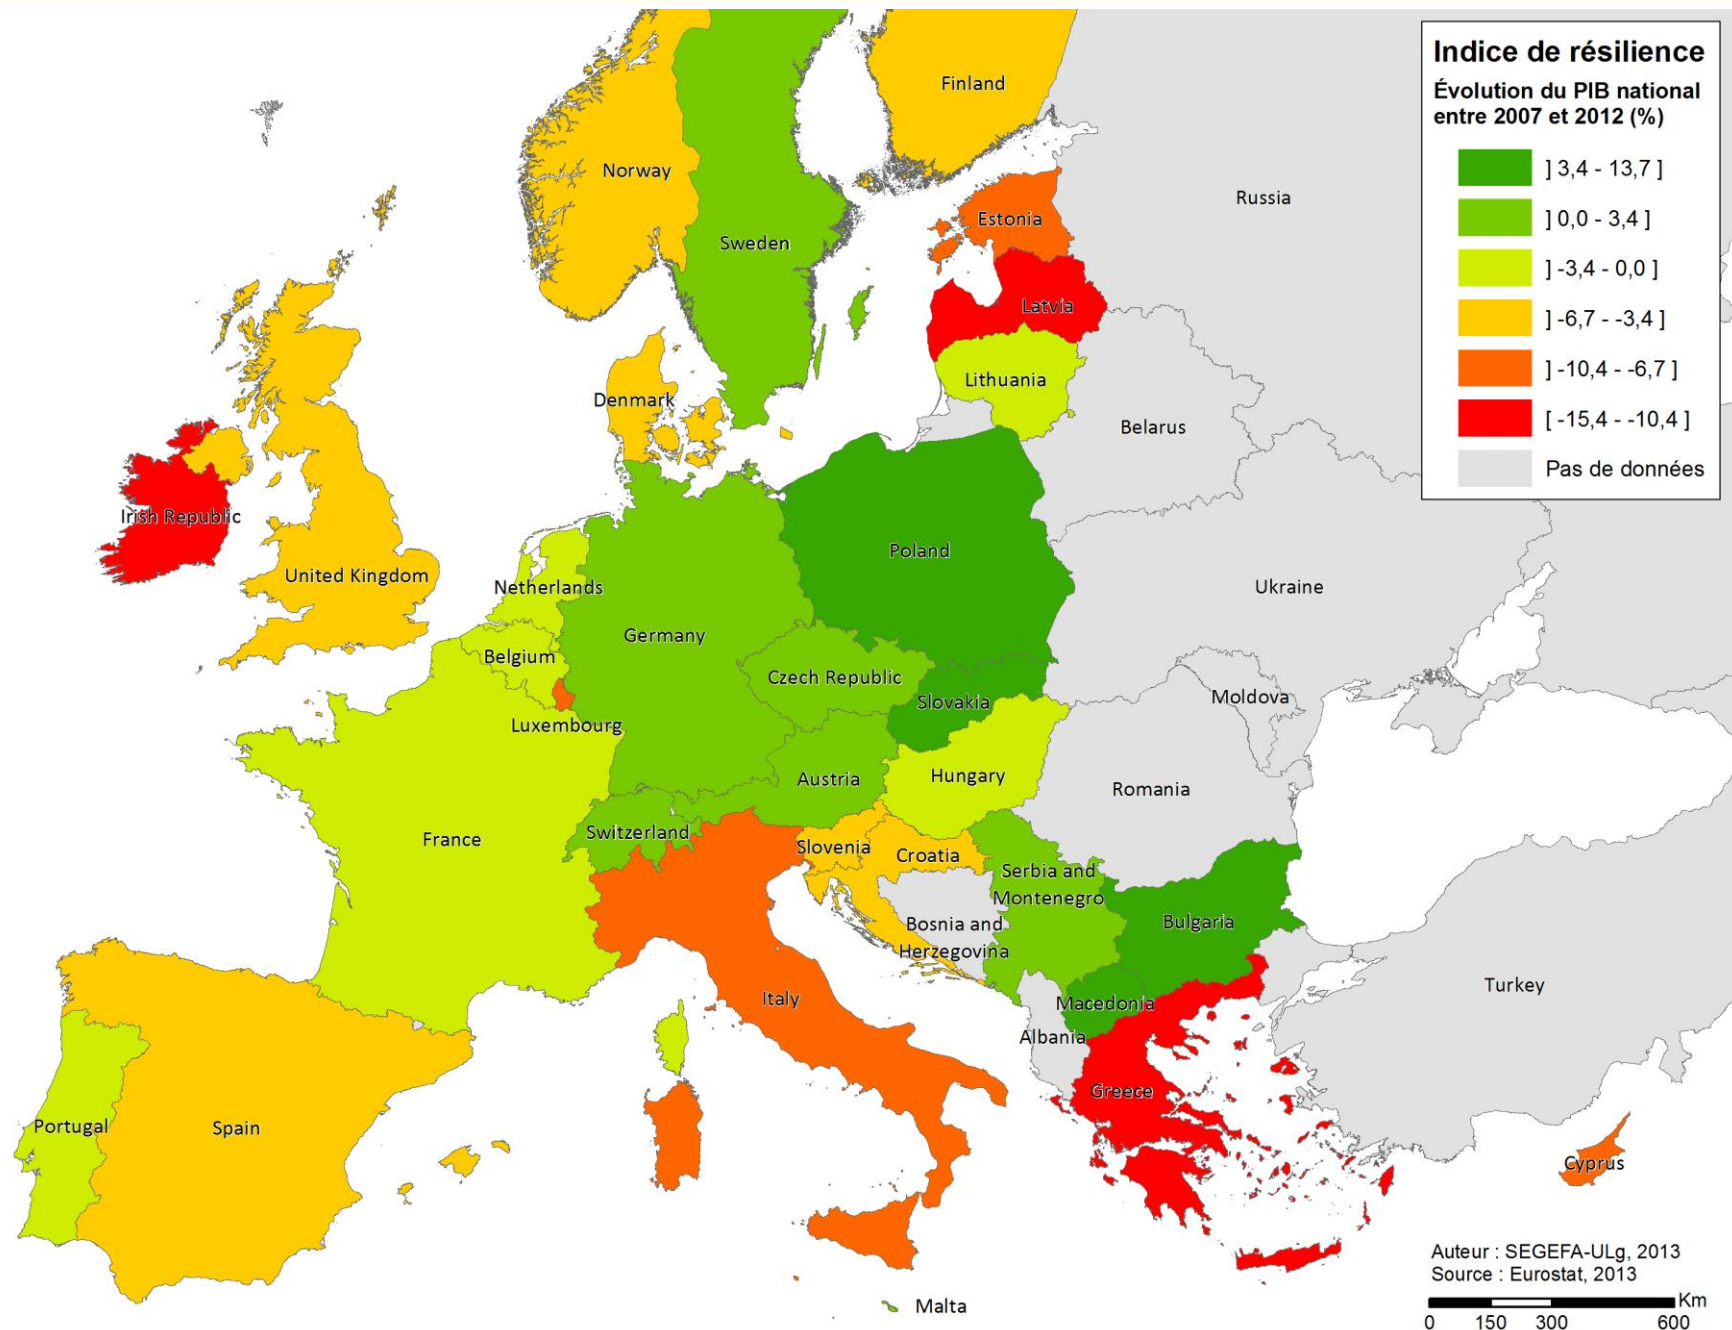 Indice de résilience
Évolution du PIB national
entre 2007 et 2012 (%)
] 3,4 - 13,7 ]
] 0,0 - 3,4 ]
] -3,4 - 0,0 ]
] -6,7 - -3,4 ]
] -10,4 - -6,7 ]
[ -15,4 - -10,4 ]
Pas de données
Finland
Norway
Russia
Estonia
Sweden
Latvia
Lithuania
Denmark
Belarus
Irish Republic
Poland
United Kingdom
Netherlands
Ukraine
Germany
Belgium
Czech Republic
Slovakia
Moldova
Luxembourg
Hungary
Austria
Romania
Switzerland
France
Slovenia
Croatia
Serbia and
Montenegro
Bosnia and
Herzegovina
Bulgaria
Turkey
Italy
Macedonia
Albania
Greece
Portugal
Spain
Cyprus
Malta
Auteur : SEGEFA-ULg, 2013
Source : Eurostat, 2013
Km
0 150 300 600